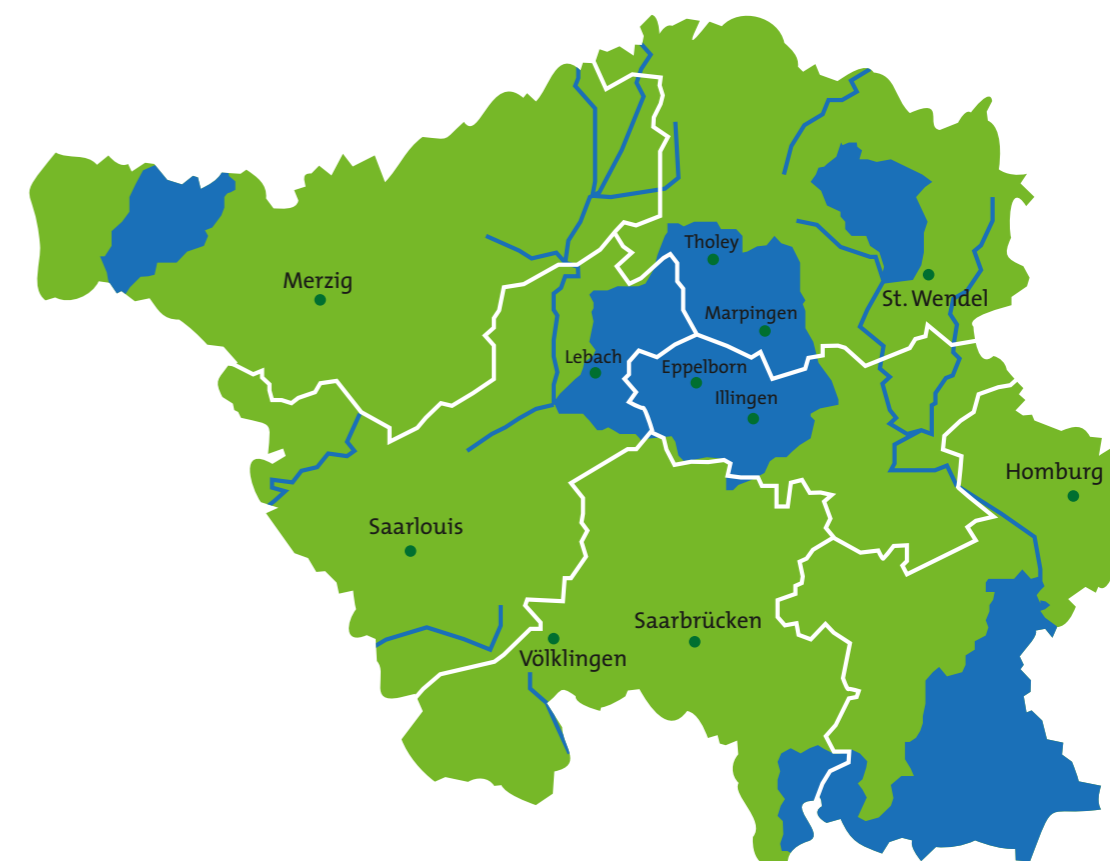 Tholey
Merzig
St. Wendel
Marpingen
Lebach
Eppelborn
Illingen
Homburg
Saarlouis
Saarbrücken
Völklingen